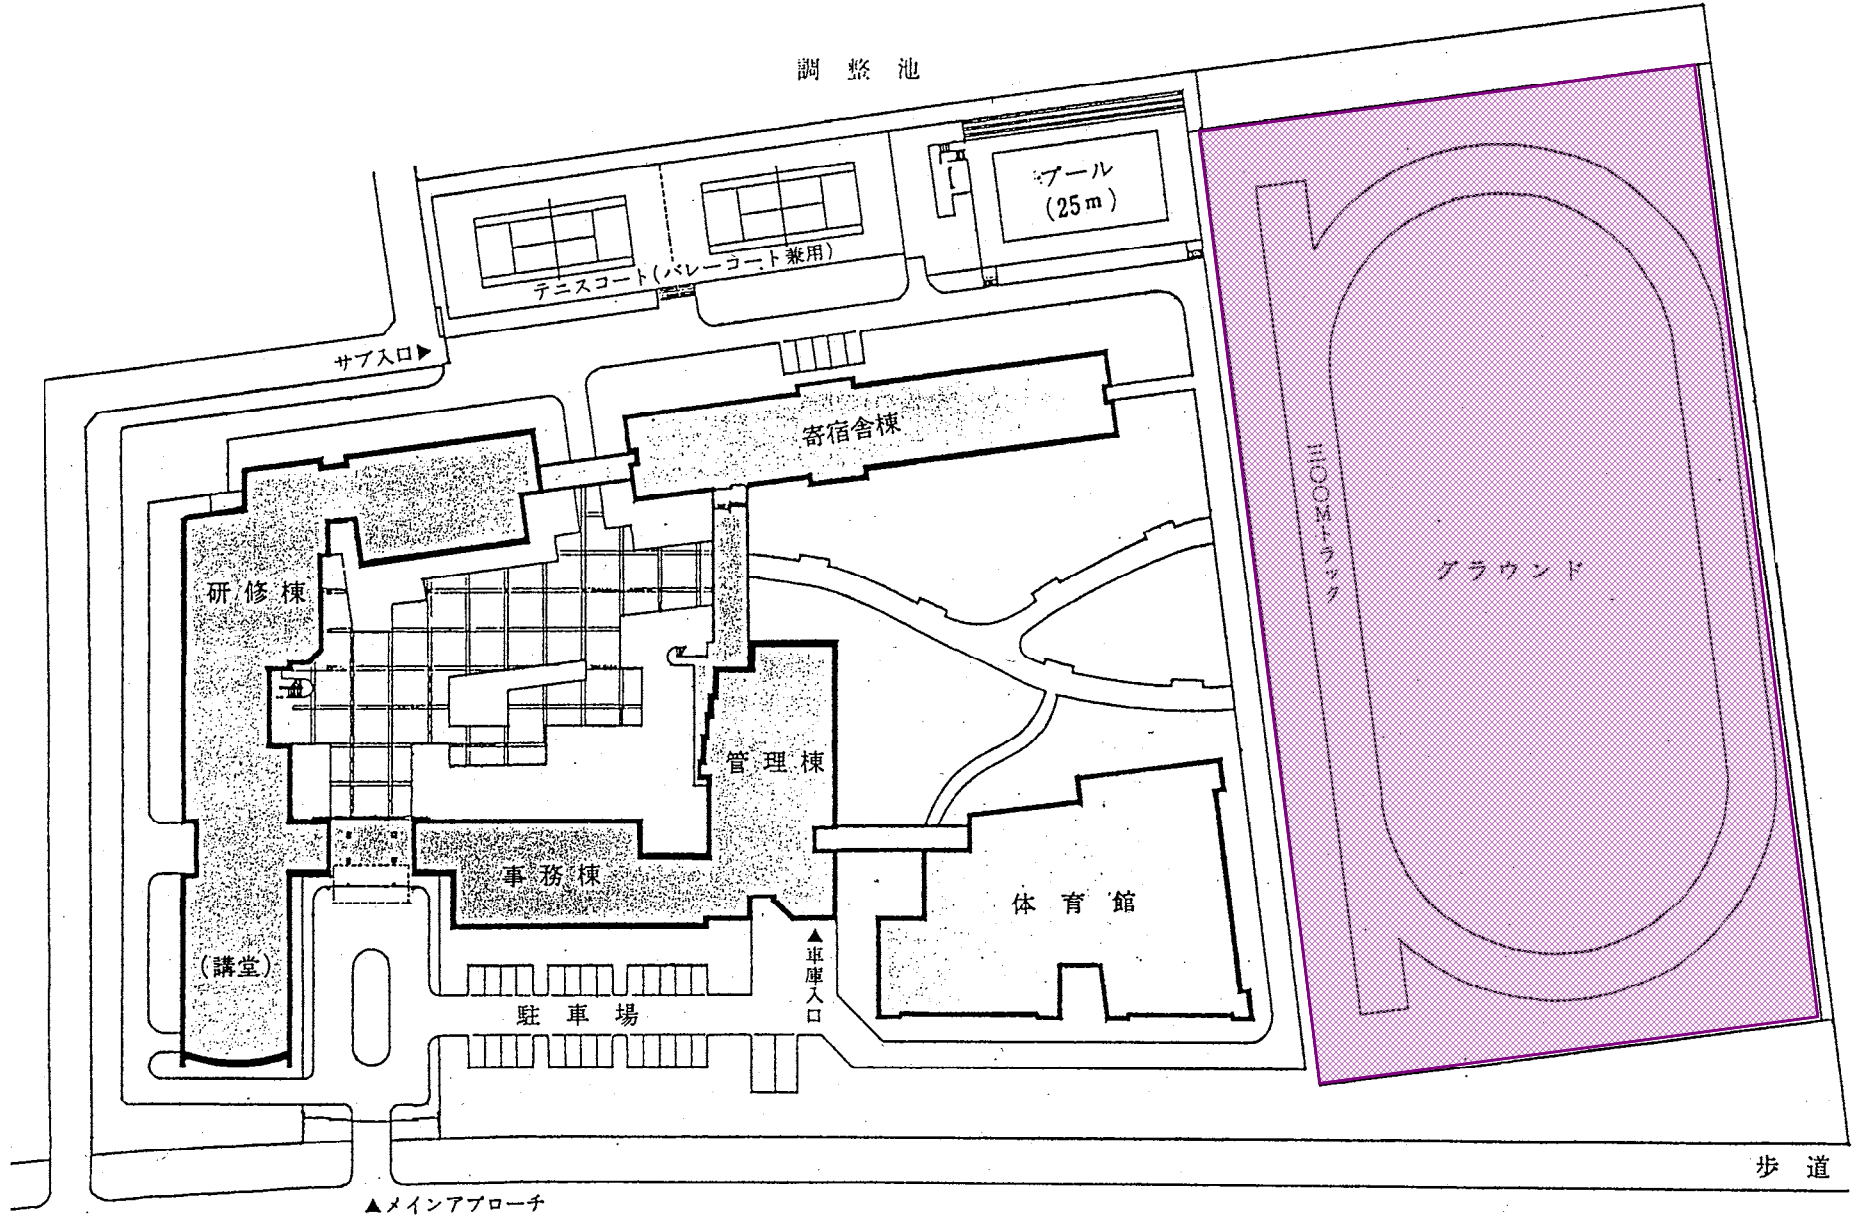 調整池
プール
(25m)
テニスコート(バレーコート兼用)
サブ入口▶
寄宿舎棟
三〇〇Mトラック
グラウンド
研修棟
管理棟
事務棟
体育館
(講堂)
▲車庫入口
駐車場
歩道
▲メインアプローチ